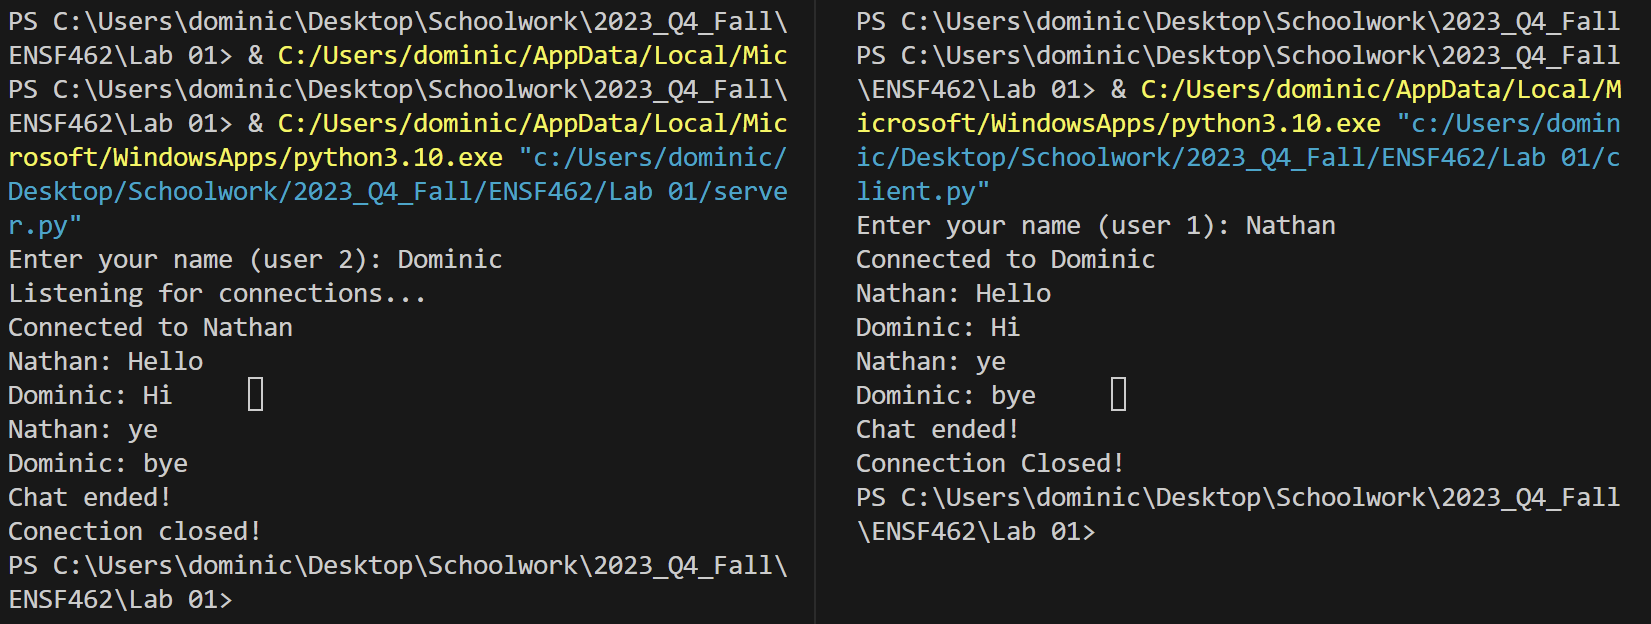 PS C:\Users\dominic\Desktop\Schoolwork\2023_Q4_Fall\
ENSF462\Lab 01> & C:/Users/dominic/AppData/Local/Mic
PS C:\Users\dominic\Desktop\Schoolwork\2023_Q4_Fall\
ENSF462\Lab 01> & C:/Users/dominic/AppData/Local/Mic
rosoft/WindowsApps/python3.10.exe "c:/Users/dominic/
Desktop/Schoolwork/2023_Q4_Fall/ENSF462/Lab 01/serve
r.py"
Enter your name (user 2): Dominic
Listening for connections...
Connected to Nathan
Nathan: Hello
Dominic: Hi
Nathan: ye
Dominic: bye
Chat ended!
Conection closed!
PS C:\Users\dominic\Desktop\Schoolwork\2023_Q4_Fall\
ENSF462\Lab 01>
PS C:\Users\dominic\Desktop\Schoolwork\2023_Q4_Fall
PS C:\Users\dominic\Desktop\Schoolwork\2023_Q4_Fall
\ENSF462\Lab 01> & C:/Users/dominic/AppData/Local/M
icrosoft/WindowsApps/python3.10.exe "c:/Users/domin
ic/Desktop/Schoolwork/2023_Q4_Fall/ENSF462/Lab 01/c
lient.py"
Enter your name (user 1): Nathan
Connected to Dominic
Nathan: Hello
Dominic: Hi
Nathan: ye
Dominic: bye
Chat ended!
Connection Closed!
PS C:\Users\dominic\Desktop\Schoolwork\2023_Q4_Fall
\ENSF462\Lab 01>